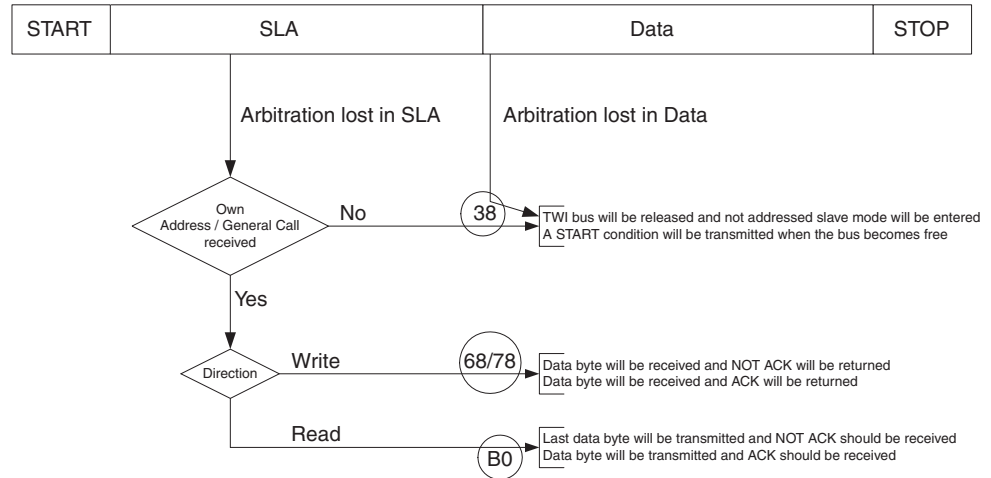 START SLA Data STOP
Arbitration lost in SLA Arbitration lost in Data
Own
Address / General Call
received
No
38
TWI bus will be released and not addressed slave mode will be entered
A START condition will be transmitted when the bus becomes free
Yes
Direction
Write
68/78
Data byte will be received and NOT ACK will be returned
Data byte will be received and ACK will be returned
Read
B0
Last data byte will be transmitted and NOT ACK should be received
Data byte will be transmitted and ACK should be received